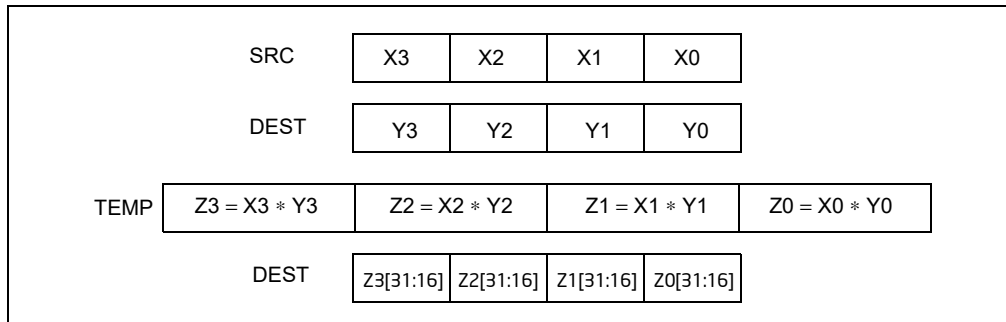 SRC X3 X2 X1 X0
DEST Y3 Y2 Y1 Y0
TEMP Z3 = X3 ∗ Y3 Z2 = X2 ∗ Y2 Z1 = X1 ∗ Y1 Z0 = X0 ∗ Y0
DEST Z3[31:16] Z2[31:16] Z1[31:16] Z0[31:16]